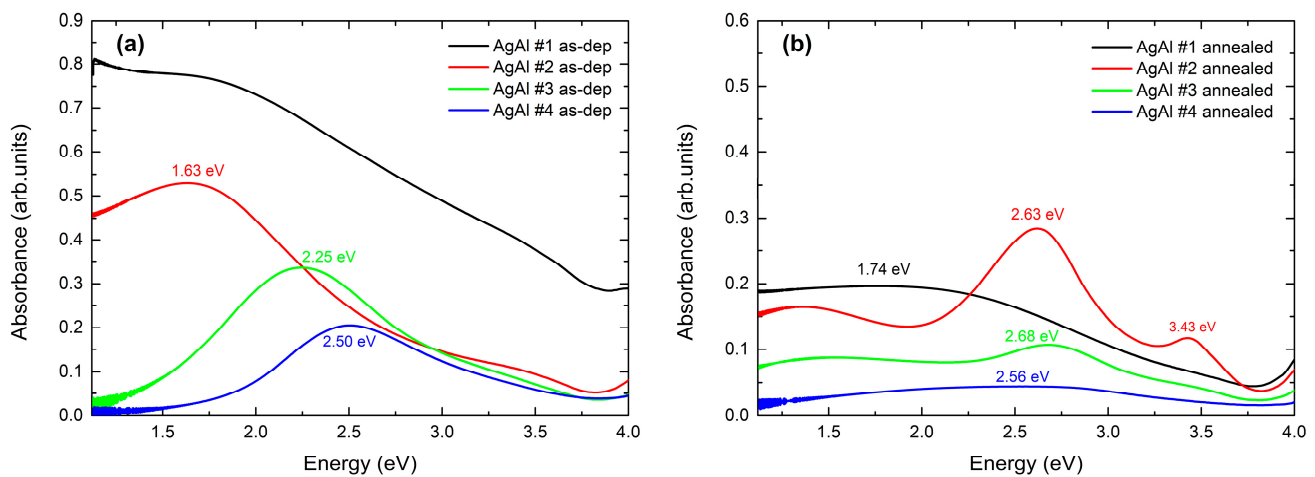 (a)
AgAl #1 as-dep
AgAl #2 as-dep
AgAl #3 as-dep
AgAl #4 as-dep
1.63 eV
2.25 eV
2.50 eV
0.9
0.8
0.7
0.6
0.5
0.4
0.3
0.2
0.1
0.0
Absorbance (arb.units)
1.5 2.0 2.5 3.0 3.5 4.0
Energy (eV)
(b)
AgAl #1 annealed
AgAl #2 annealed
AgAl #3 annealed
AgAl #4 annealed
2.63 eV
1.74 eV
3.43 eV
2.68 eV
2.56 eV
0.6
0.5
0.4
0.3
0.2
0.1
0.0
Absorbance (arb.units)
1.5 2.0 2.5 3.0 3.5 4.0
Energy (eV)